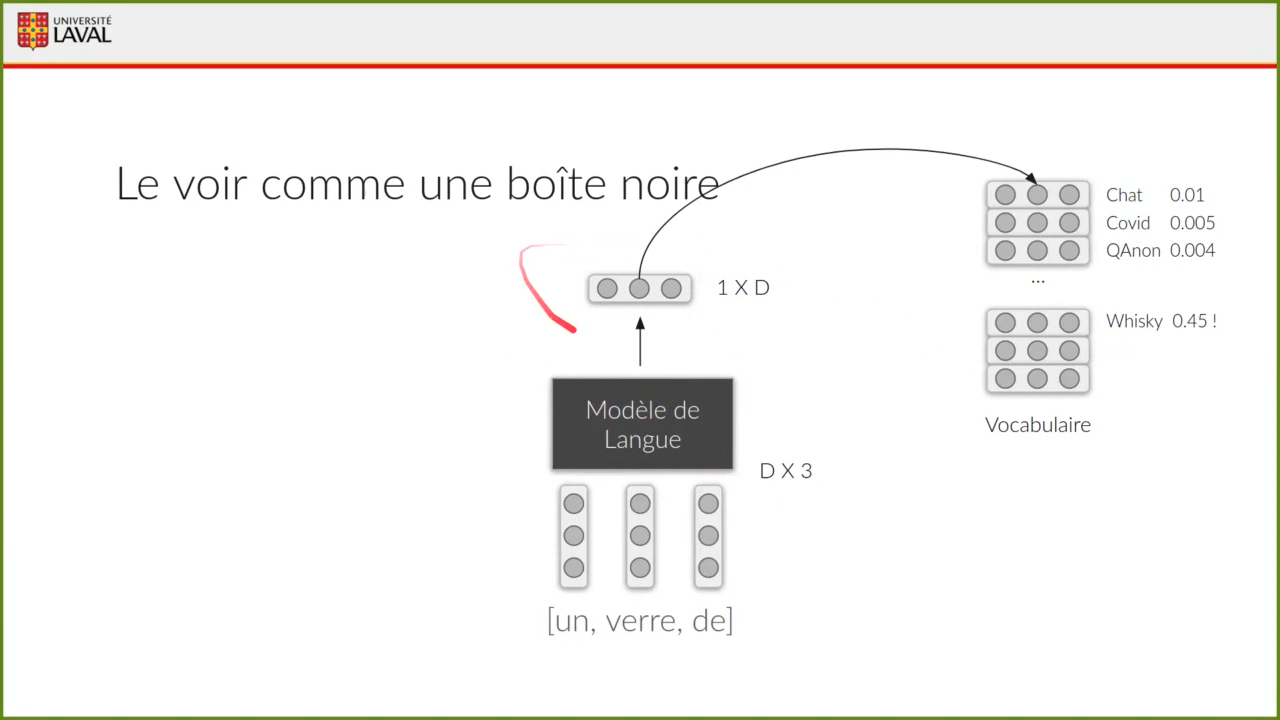 UNIVERSITÉ
LAVAL
Le voir comme une boîte noire
Chat 0.01
Covid 0.005
QAnon 0.004
...
1 X D
Whisky 0.45 !
Modèle de
Langue
Vocabulaire
D X 3
[un, verre, de]